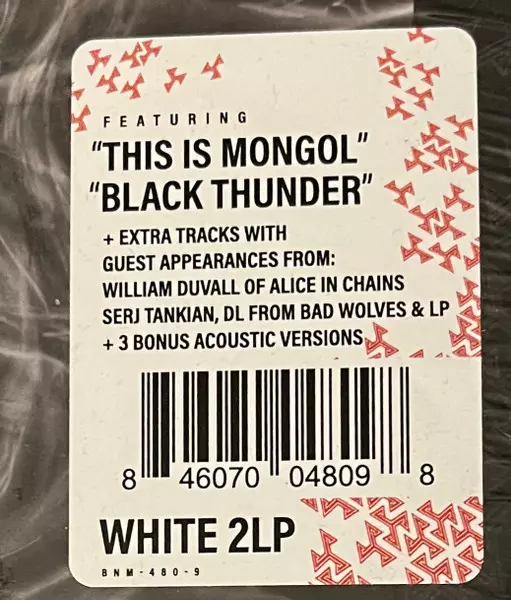 FEATURING
"THIS IS MONGOL"
"BLACK THUNDER"
+ EXTRA TRACKS WITH
GUEST APPEARANCES FROM:
WILLIAM DUVALL OF ALICE IN CHAINS
SERJ TANKIAN, DL FROM BAD WOLVES & LP
+ 3 BONUS ACOUSTIC VERSIONS
8 46070 04809 8
WHITE 2LP
BNM-480-9